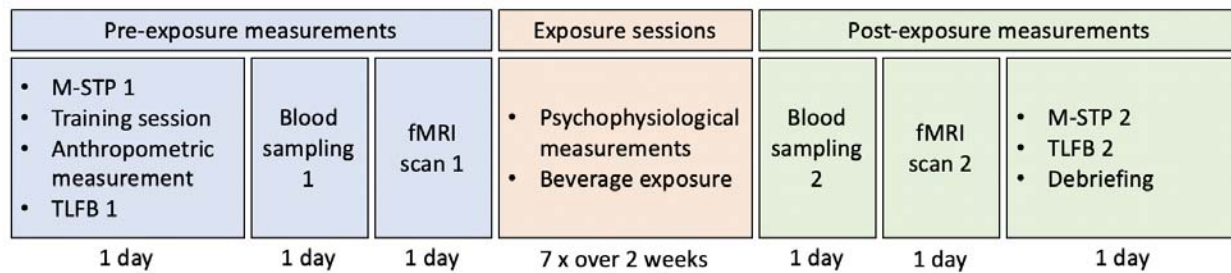 Pre-exposure measurements
Exposure sessions
Post-exposure measurements
• M-STP 1
• Training session
• Anthropometric
measurement
• TLFB 1
Blood
sampling
1
fMRI
scan 1
• Psychophysiological
measurements
• Beverage exposure
Blood
sampling
2
fMRI
scan 2
• M-STP 2
• TLFB 2
• Debriefing
1 day
1 day
1 day
7 x over 2 weeks
1 day
1 day
1 day